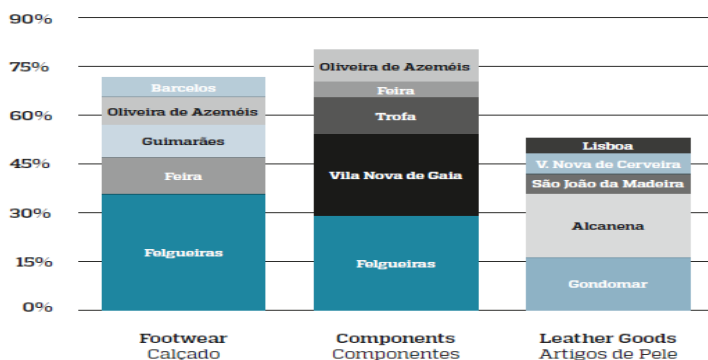 90%
75%
60%
45%
30%
15%
0%
Barcelos
Oliveira de Azeméis
Guimarães
Feira
Felgueiras
Oliveira de Azeméis
Feira
Trofa
Vila Nova de Gaia
Felgueiras
Lisboa
V. Nova de Cerveira
São João da Madeira
Alcanena
Gondomar
Footwear
Calçado
Components
Componentes
Leather Goods
Artigos de Pele